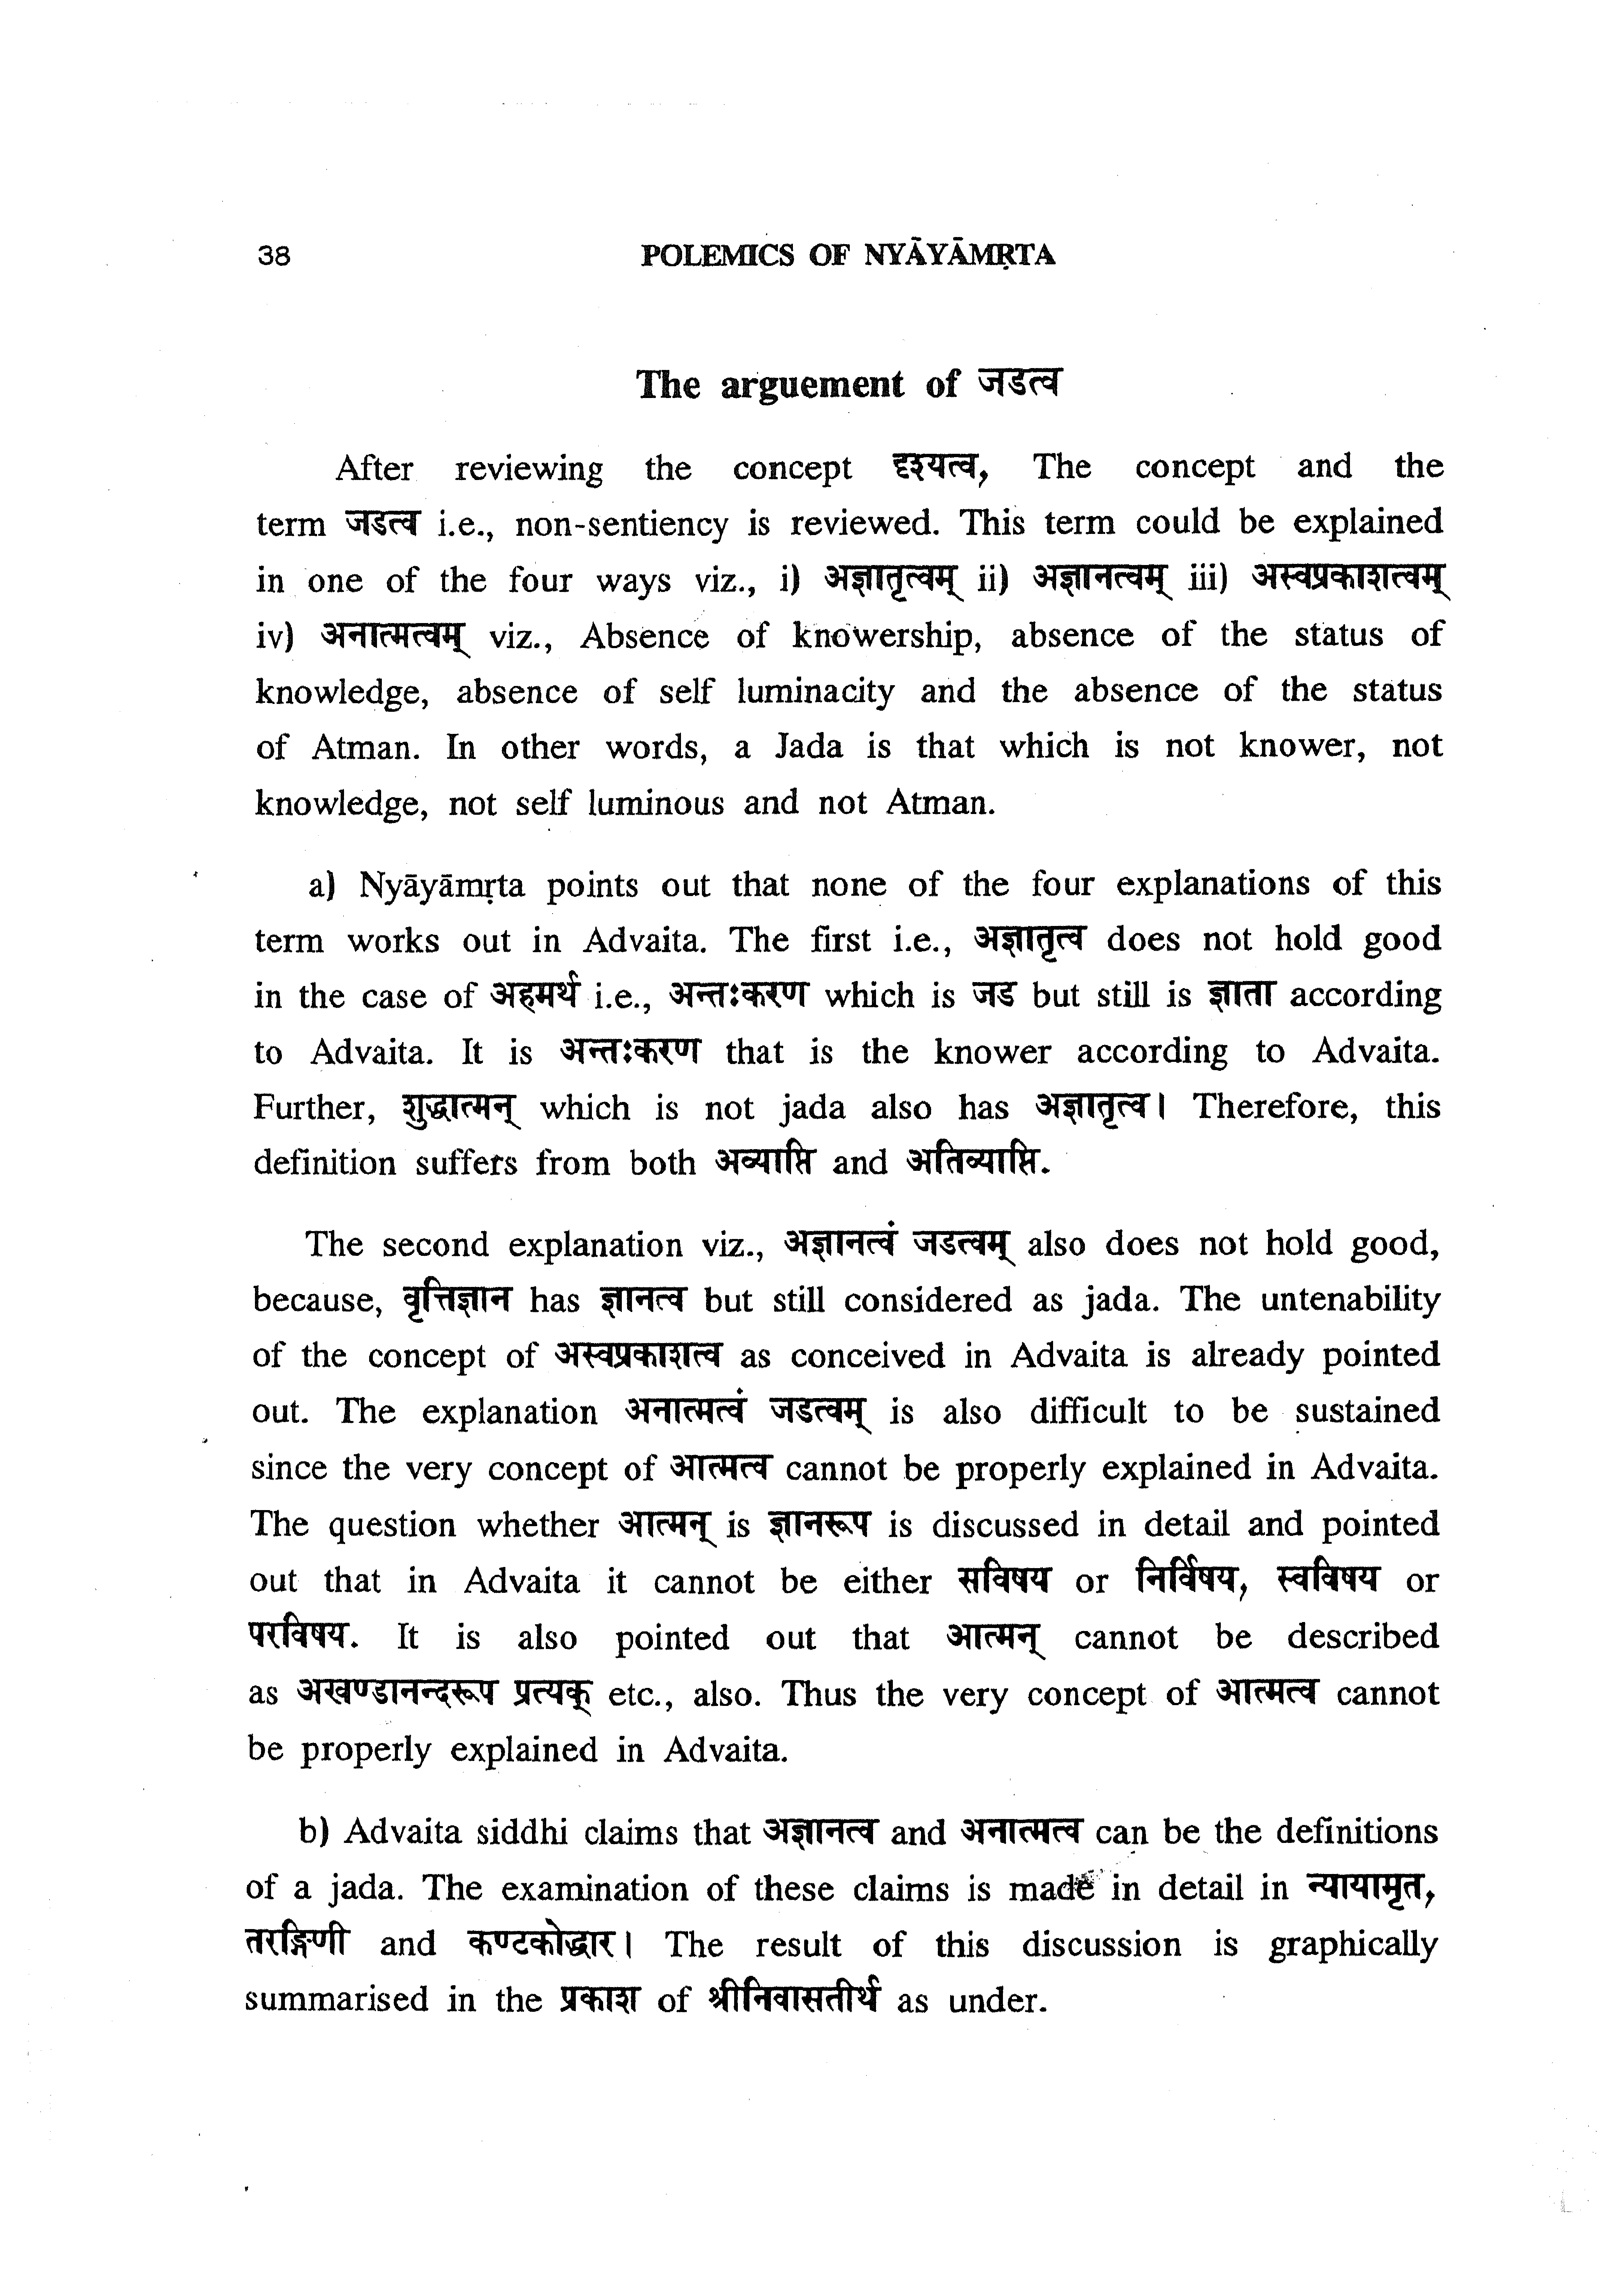 38
POLEMICS OF NYĀYĀMṚTA
The arguement of जडत्व
After reviewing the concept दृश्यत्व, The concept and the
term जडत्व i.e., non-sentiency is reviewed. This term could be explained
in one of the four ways viz., i) अज्ञातृत्वम् ii) अज्ञानत्वम् iii) अस्वप्रकाशत्वम्
iv) अनात्मत्वम् viz., Absence of knowership, absence of the status of
knowledge, absence of self luminacity and the absence of the status
of Atman. In other words, a Jada is that which is not knower, not
knowledge, not self luminous and not Atman.
a) Nyāyāmṛta points out that none of the four explanations of this
term works out in Advaita. The first i.e., अज्ञातृत्व does not hold good
in the case of अहमर्थ i.e., अन्तःकरण which is जड but still is ज्ञाता according
to Advaita. It is अन्तःकरण that is the knower according to Advaita.
Further, शुद्धात्मन् which is not jada also has अज्ञातृत्व। Therefore, this
definition suffers from both अव्याप्ति and अतिव्याप्ति.
The second explanation viz., अज्ञानत्वं जडत्वम् also does not hold good,
because, वृत्तिज्ञान has ज्ञानत्व but still considered as jada. The untenability
of the concept of अस्वप्रकाशत्व as conceived in Advaita is already pointed
out. The explanation अनात्मत्वं जडत्वम् is also difficult to be sustained
since the very concept of आत्मत्व cannot be properly explained in Advaita.
The question whether आत्मन् is ज्ञानरूप is discussed in detail and pointed
out that in Advaita it cannot be either सविषय or निर्विषय, स्वविषय or
परविषय. It is also pointed out that आत्मन् cannot be described
as अखण्डानन्दरूप प्रत्यक् etc., also. Thus the very concept of आत्मत्व cannot
be properly explained in Advaita.
b) Advaita siddhi claims that अज्ञानत्व and अनात्मत्व can be the definitions
of a jada. The examination of these claims is made in detail in न्यायामृत,
तरङ्गिणी and कण्टकोद्धार। The result of this discussion is graphically
summarised in the प्रकाश of श्रीनिवासतीर्थ as under.